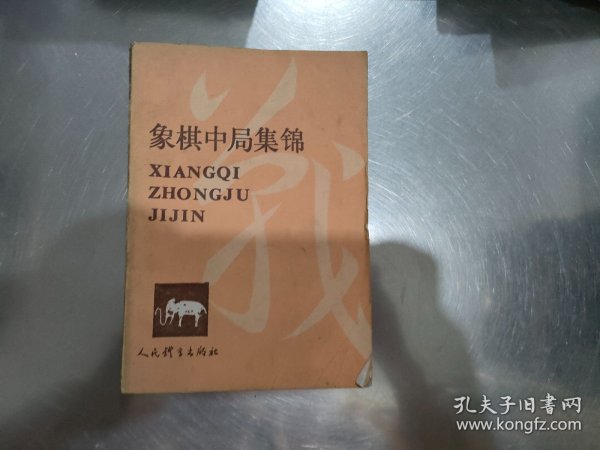 象棋中局集锦
XIANGQI
ZHONGJU
JIJIN
战
人民体育出版社
孔夫子旧书网
www.kongfz.com